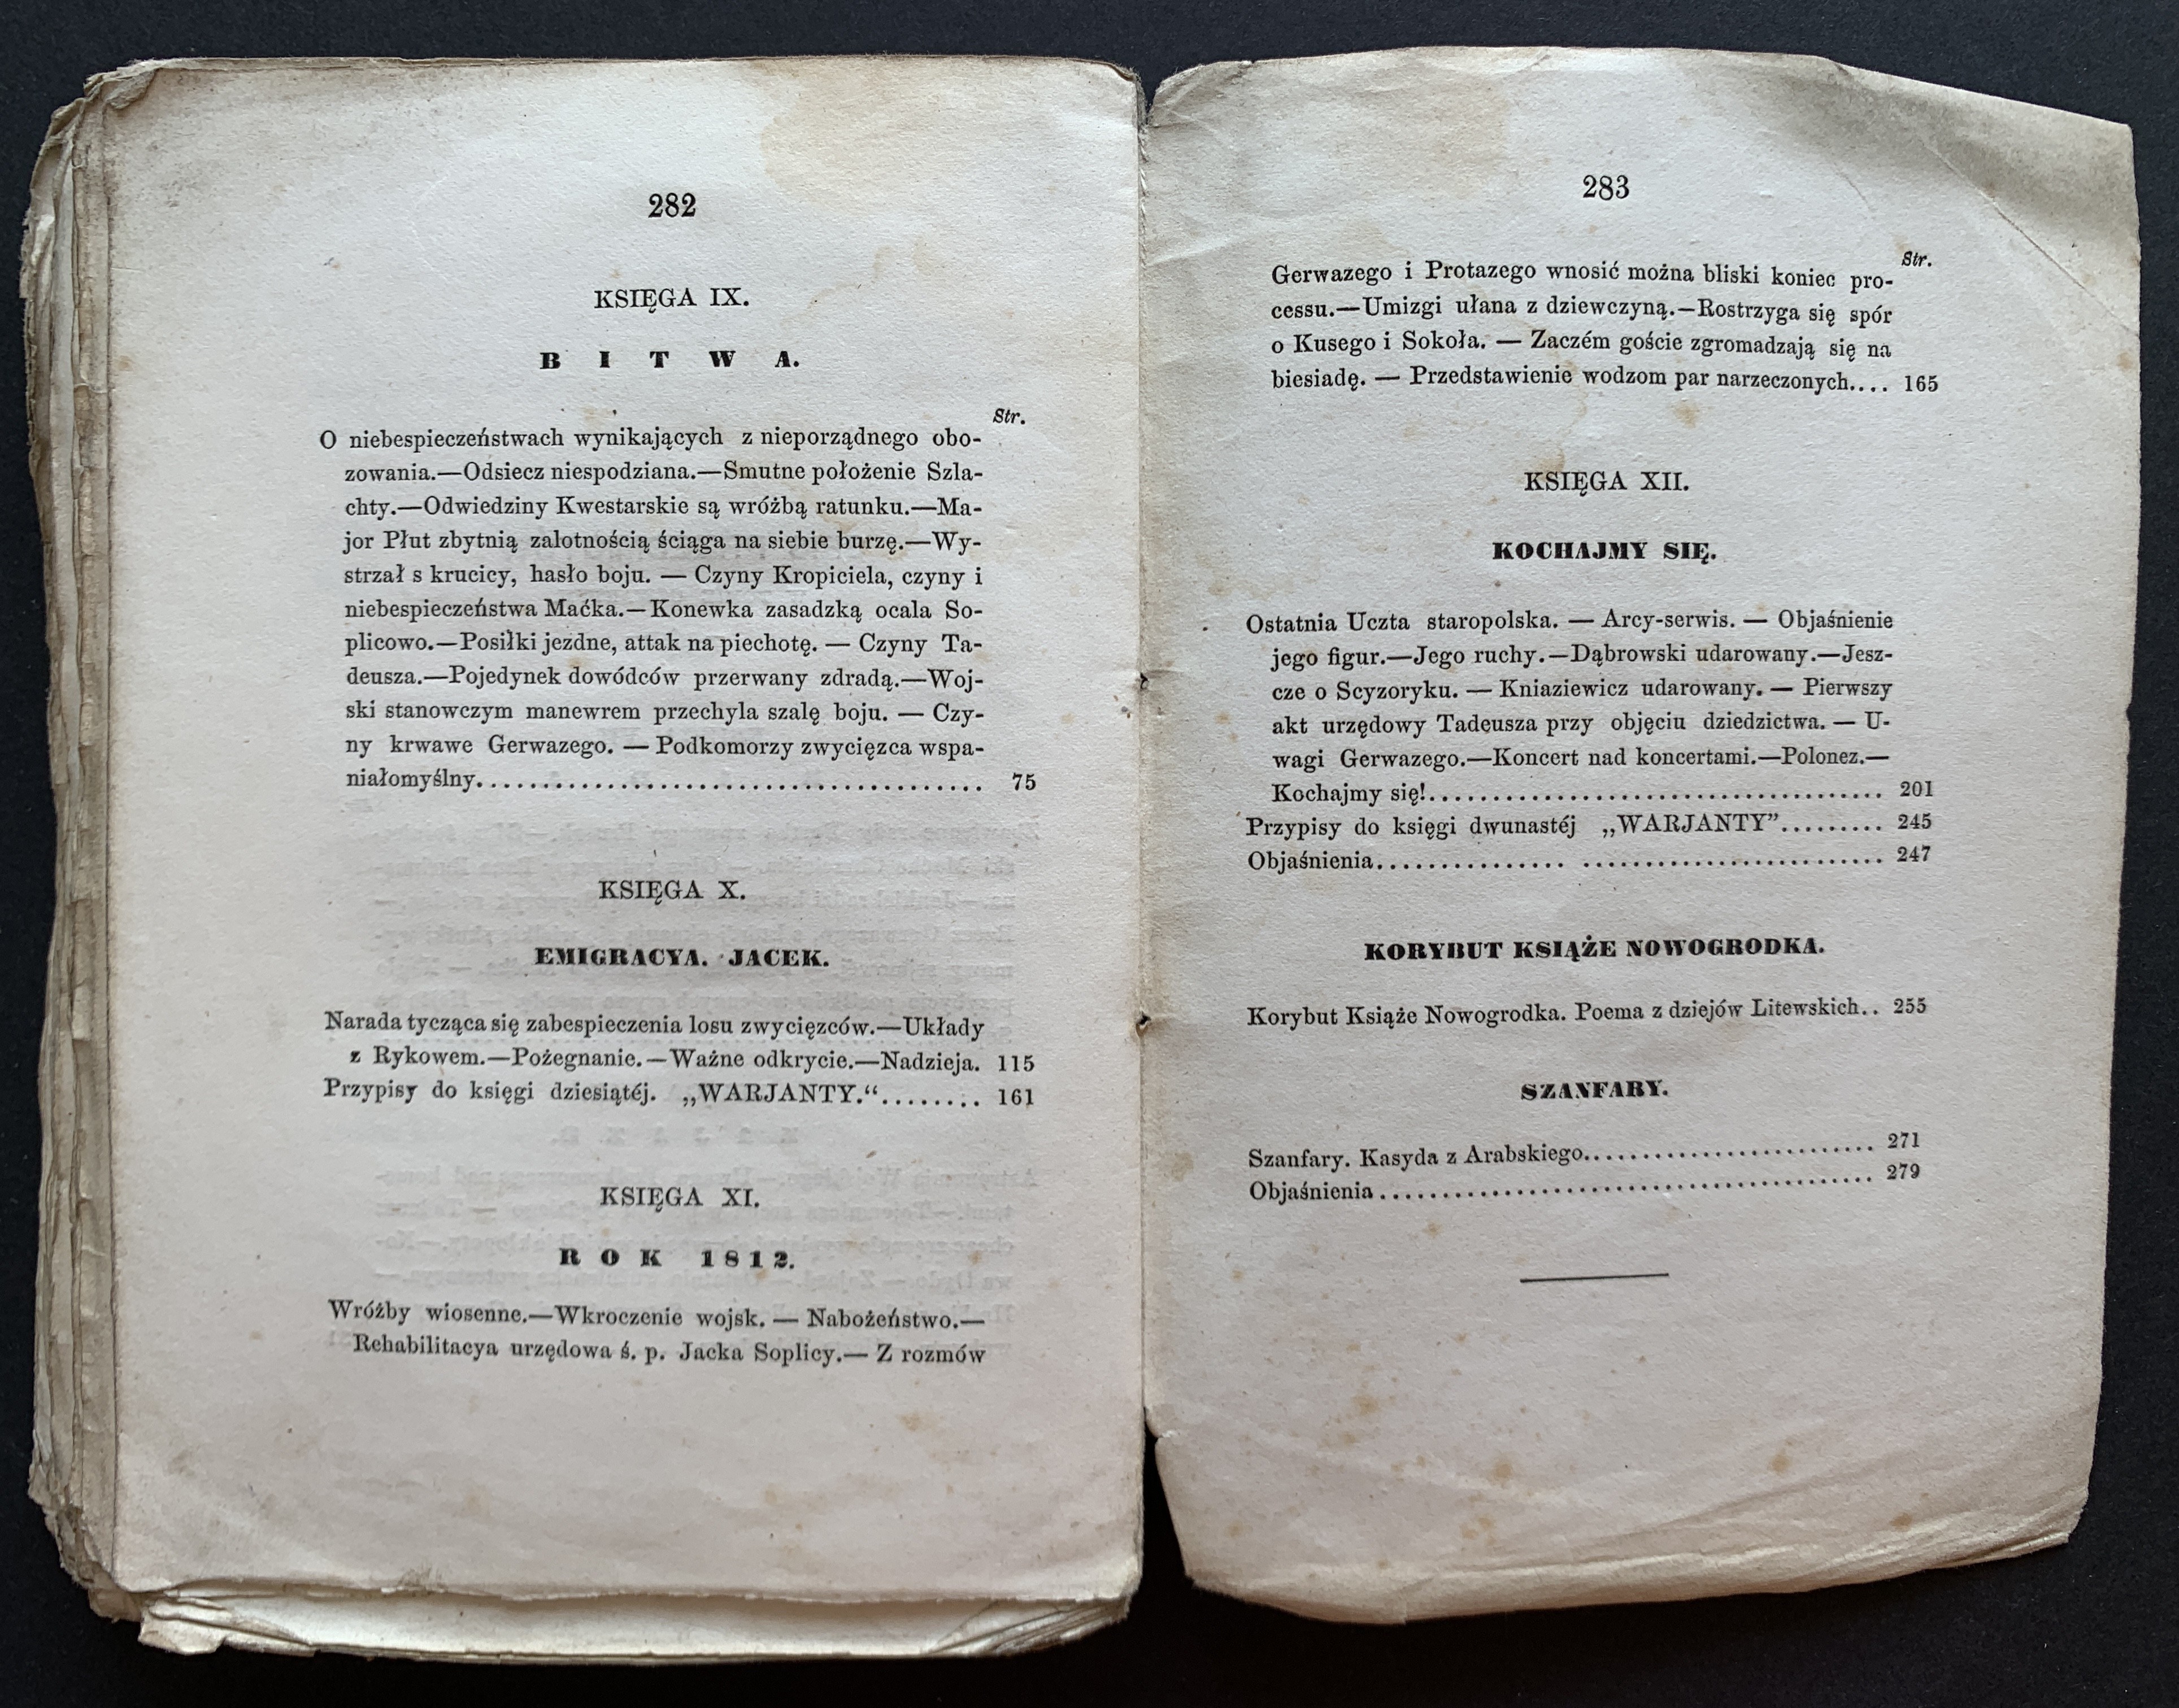 282
KSIĘGA IX.
B I T W A.
Str.
O niebespieczeństwach wynikających z nieporządnego obo-
zowania.—Odsiecz niespodziana.—Smutne położenie Szla-
chty.—Odwiedziny Kwestarskie są wróżbą ratunku.—Ma-
jor Płut zbytnią zalotnością ściąga na siebie burzę.—Wy-
strzał s krucicy, hasło boju. — Czyny Kropiciela, czyny i
niebespieczeństwa Maćka.—Konewka zasadzką ocala So-
plicowo.—Posiłki jezdne, attak na piechotę. — Czyny Ta-
deusza.—Pojedynek dowódców przerwany zdradą.—Woj-
ski stanowczym manewrem przechyla szalę boju. — Czy-
ny krwawe Gerwazego. — Podkomorzy zwycięzca wspa-
niałomyślny....................................... 75
KSIĘGA X.
EMIGRACYA. JACEK.
Narada tycząca się zabespieczenia losu zwycięzców.—Układy
z Rykowem.—Pożegnanie.—Ważne odkrycie.—Nadzieja. 115
Przypisy do księgi dziesiątéj. „WARJANTY.“........ 161
KSIĘGA XI.
R O K 1812.
Wróżby wiosenne.—Wkroczenie wojsk. — Nabożeństwo.—
Rehabilitacya urzędowa ś. p. Jacka Soplicy.— Z rozmów
283
Str.
Gerwazego i Protazego wnosić można bliski koniec pro-
cessu.—Umizgi ułana z dziewczyną.—Rostrzyga się spór
o Kusego i Sokoła. — Zaczém goście zgromadzają się na
biesiadę. — Przedstawienie wodzom par narzeczonych.... 165
KSIĘGA XII.
KOCHAJMY SIĘ.
Ostatnia Uczta staropolska. — Arcy-serwis. — Objaśnienie
jego figur.—Jego ruchy.—Dąbrowski udarowany.—Jesz-
cze o Scyzoryku. — Kniaziewicz udarowany. — Pierwszy
akt urzędowy Tadeusza przy objęciu dziedzictwa. — U-
wagi Gerwazego.—Koncert nad koncertami.—Polonez.—
Kochajmy się!.................................... 201
Przypisy do księgi dwunastéj „WARJANTY”......... 245
Objaśnienia............... ........................ 247
KORYBUT KSIĄŻE NOWOGRODKA.
Korybut Książe Nowogrodka. Poema z dziejów Litewskich.. 255
SZANFARY.
Szanfary. Kasyda z Arabskiego....................... 271
Objaśnienia....................................... 279